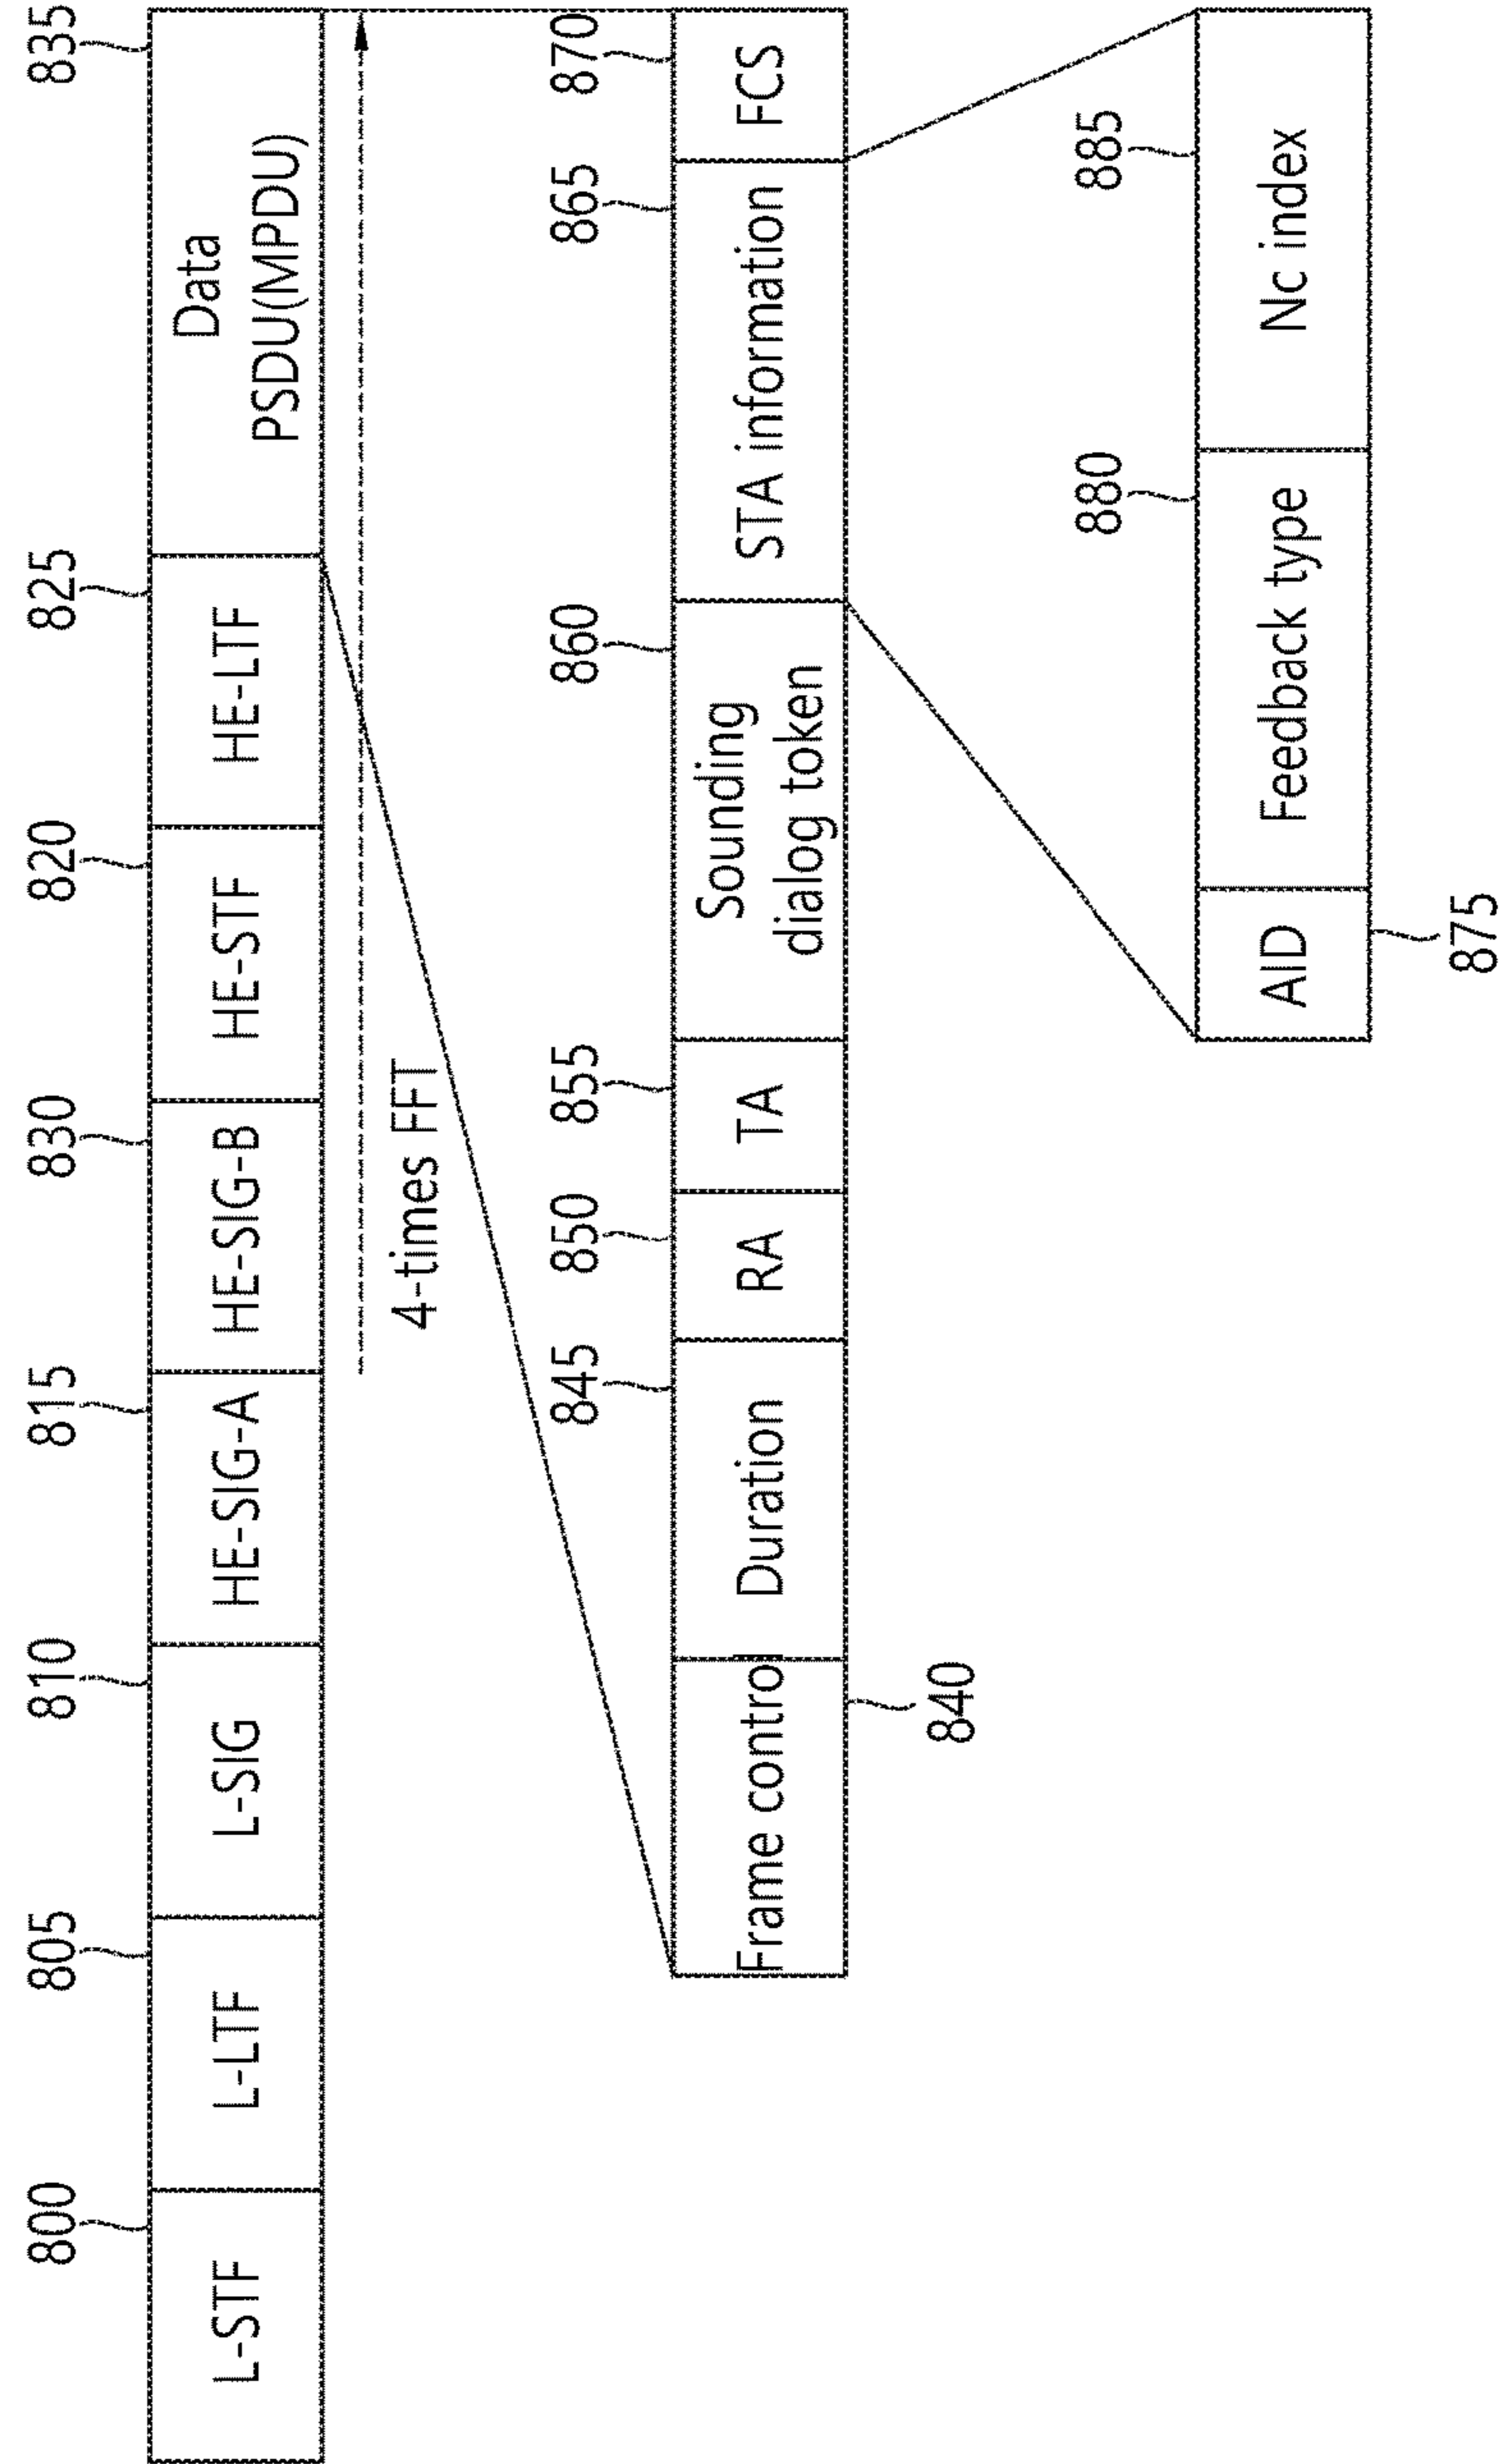 800
805
810
815
830
820
825
835
L-STF
L-LTF
L-SIG
HE-SIG-A
HE-SIG-B
HE-STF
HE-LTF
Data
PSDU(MPDU)
4-times FFT
845
850
855
860
865
870
Frame control
Duration
RA
TA
Sounding
dialog token
STA information
FCS
840
880
885
AID
Feedback type
Nc index
875